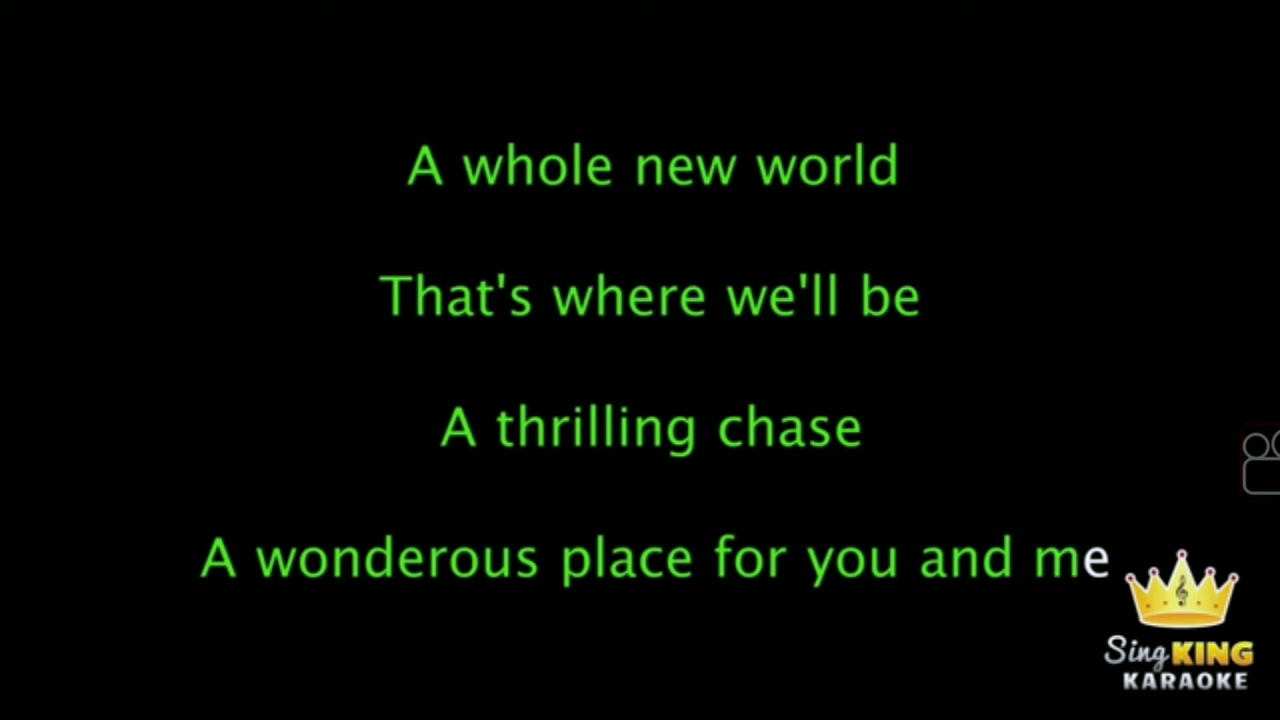 A whole new world
That's where we'll be
A thrilling chase
A wonderous place for you and me
Sing KING
KARAOKE